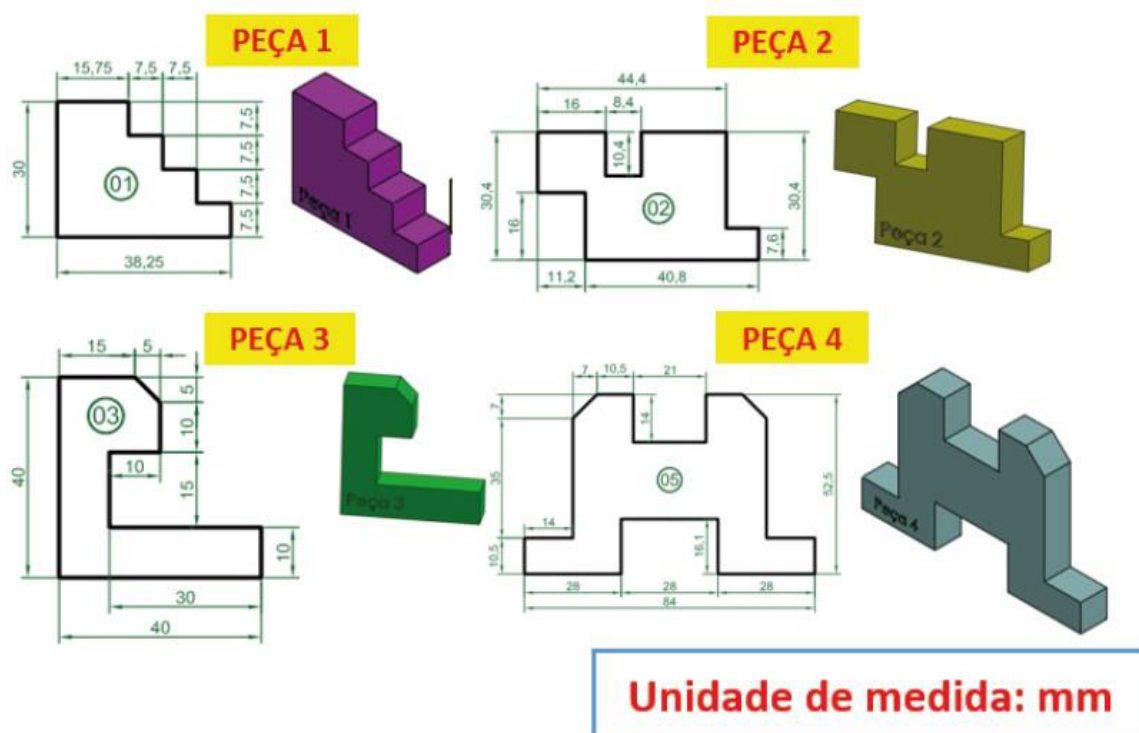 PEÇA 1
15,75 7,5 7,5
30
7,5
7,5
7,5
7,5
01
38,25
Peça 1
PEÇA 2
44,4
16 8,4
10,4
30,4
16
02
30,4
7,6
11,2 40,8
Peça 2
PEÇA 3
15 5
5
03
10
40
10
15
10
30
40
Peça 3
PEÇA 4
7 10,5 21
7
14
35
05
52,5
14
10,5
16,1
28 28 28
84
Peça 4
Unidade de medida: mm